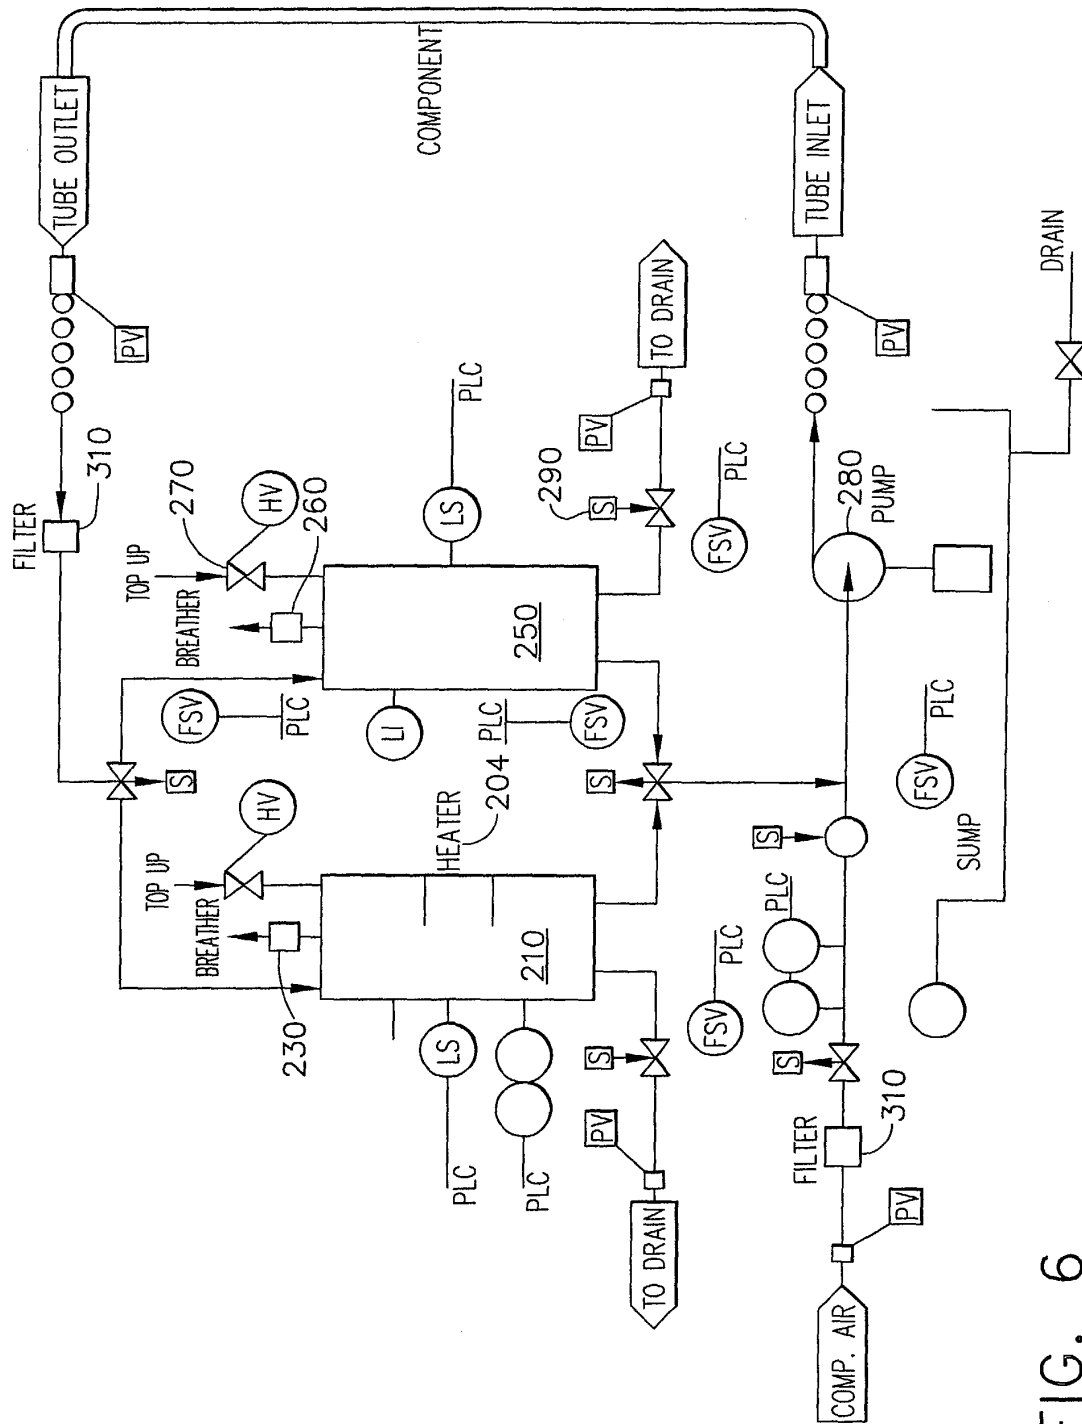 TUBE OUTLET
PV
FILTER
310
COMPONENT
TUBE INLET
PV
TOP UP
270
HV
BREATHER
260
FSV
PLC
S
250
LS
PLC
LI
PLC
FSV
290
S
PV
TO DRAIN
FSV
PLC
TOP UP
HV
BREATHER
230
HEATER
204
210
LS
PLC
PLC
S
S
PV
TO DRAIN
FSV
PLC
280
PUMP
S
PLC
S
FILTER
310
PV
COMP. AIR
FSV
PLC
SUMP
DRAIN
FIG. 6